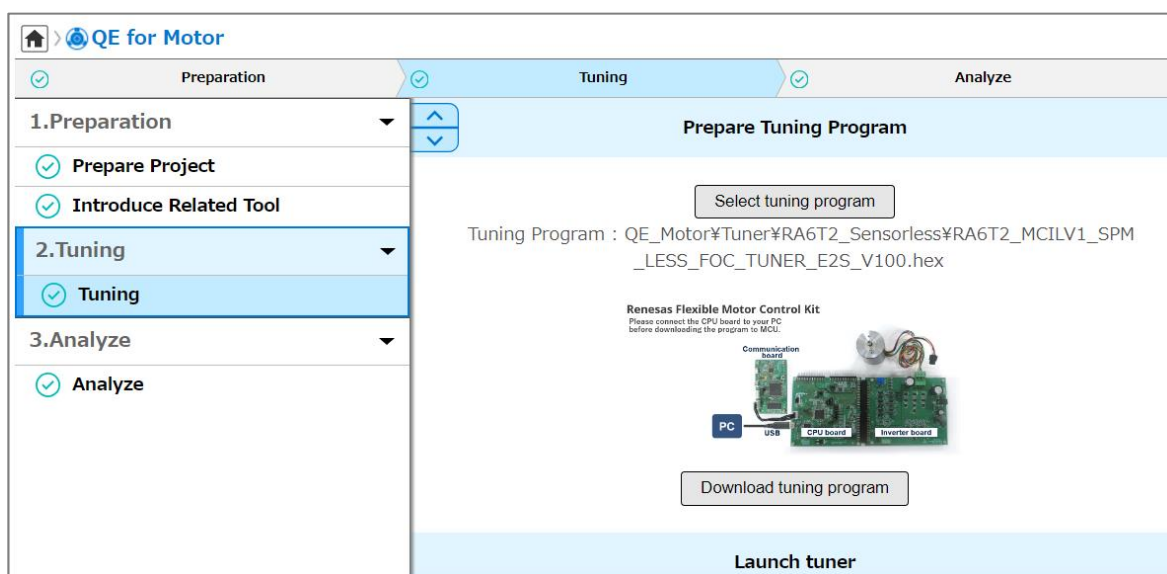 QE for Motor
Preparation
Tuning
Analyze
1.Preparation
Prepare Project
Introduce Related Tool
2.Tuning
Tuning
3.Analyze
Analyze
Prepare Tuning Program
Select tuning program
Tuning Program : QE_Motor¥Tuner¥RA6T2_Sensorless¥RA6T2_MCILV1_SPM
_LESS_FOC_TUNER_E2S_V100.hex
Renesas Flexible Motor Control Kit
Please connect the CPU board to your PC
before downloading the program to MCU.
Communication
board
PC
USB
CPU board
Inverter board
Download tuning program
Launch tuner